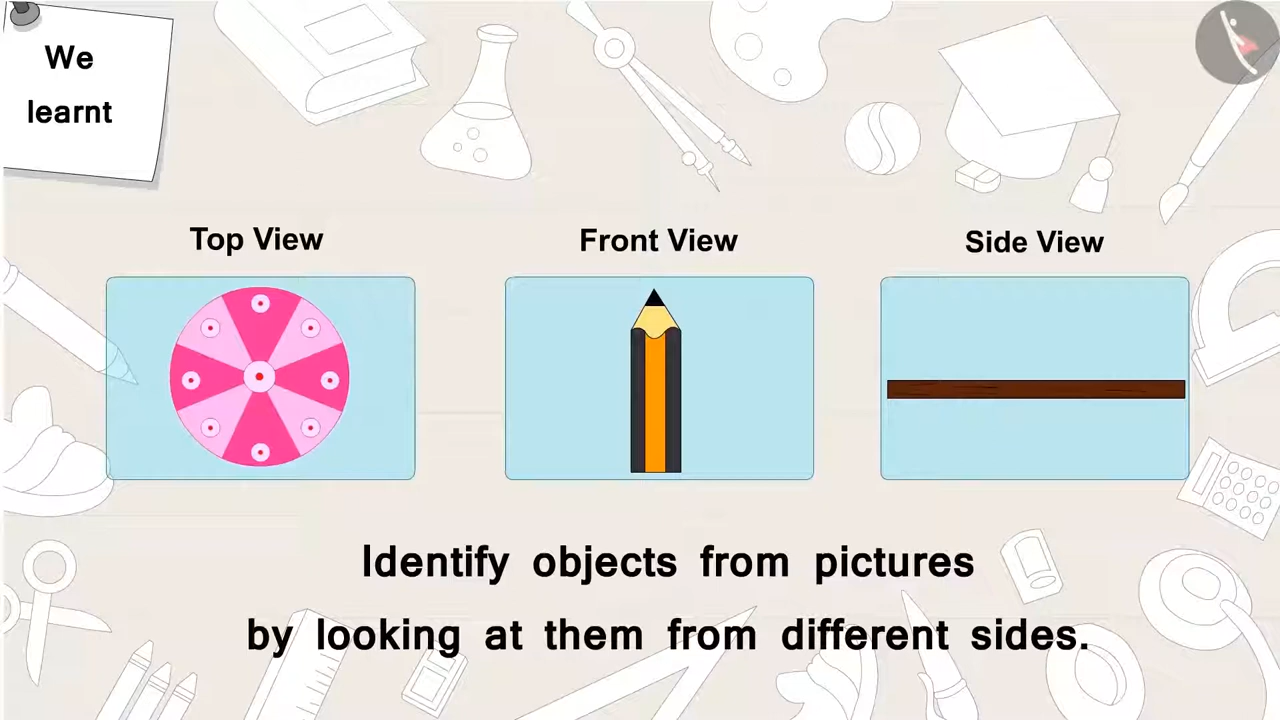 We
learnt
Top View
Front View
Side View
Identify objects from pictures
by looking at them from different sides.